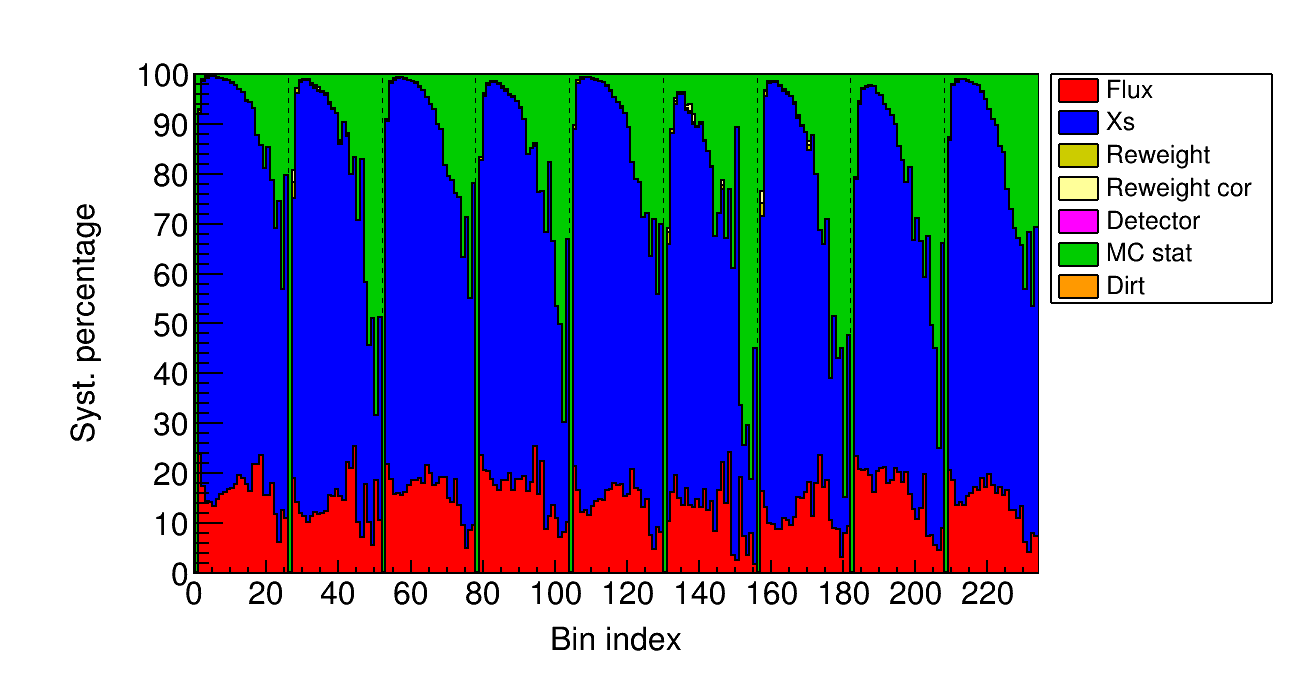 Syst. percentage
100
90
80
70
60
50
40
30
20
10
0
0 20 40 60 80 100 120 140 160 180 200 220
Bin index
Flux
Xs
Reweight
Reweight cor
Detector
MC stat
Dirt